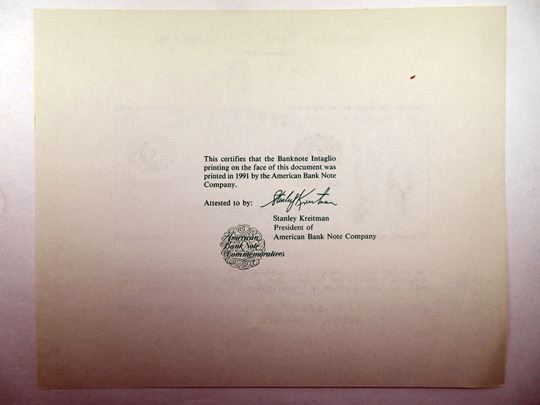 This certifies that the Banknote Intaglio
printing on the face of this document was
printed in 1991 by the American Bank Note
Company.
Attested to by: Stanley Kreitman
Stanley Kreitman
President of
American Bank Note Company
American
Bank Note
Commemoratives